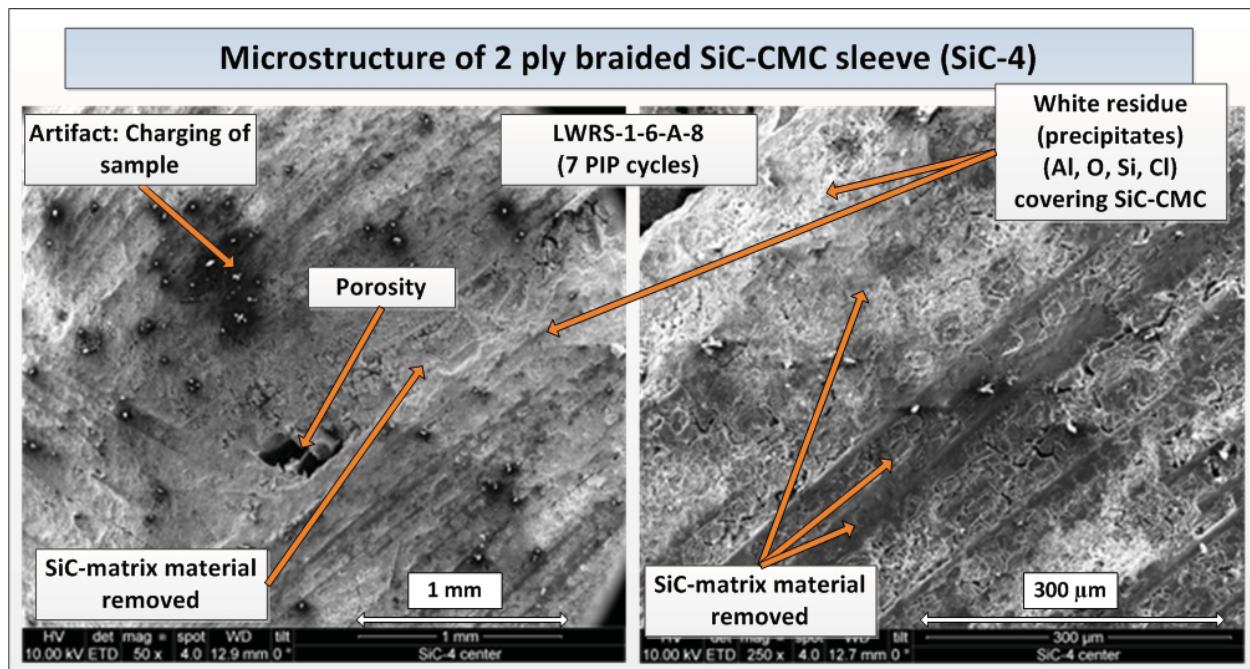 Microstructure of 2 ply braided SiC-CMC sleeve (SiC-4)
Artifact: Charging of
sample
LWRS-1-6-A-8
(7 PIP cycles)
White residue
(precipitates)
(Al, O, Si, Cl)
covering SiC-CMC
Porosity
SiC-matrix material
removed
1 mm
SiC-matrix material
removed
300 µm
HV det mag spot WD tilt
10.00 kV ETD 50 x 4.0 12.9 mm 0 °
1 mm
SiC-4 center
HV det mag spot WD tilt
10.00 kV ETD 250 x 4.0 12.7 mm 0 °
300 µm
SiC-4 center